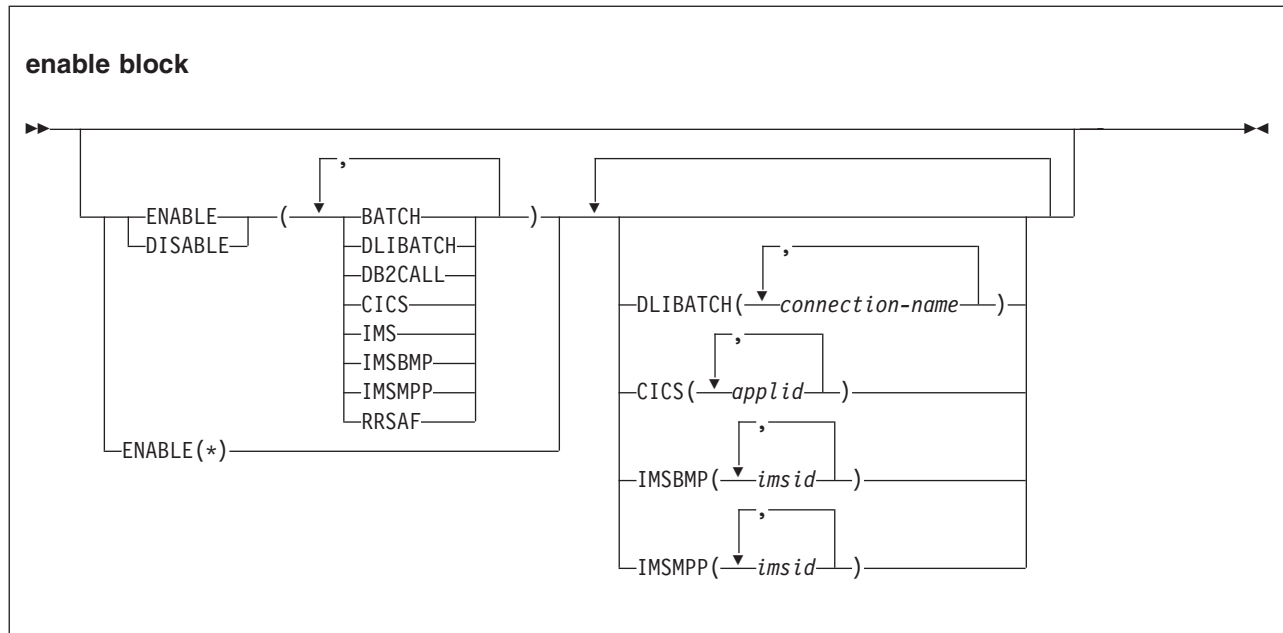 enable block
,
ENABLE ( BATCH )
DISABLE DLIBATCH
DB2CALL
CICS
IMS
IMSBMP
IMSMPP
RRSAF
ENABLE(*)
,
DLIBATCH( connection-name )
,
CICS( applid )
,
IMSBMP( imsid )
,
IMSMPP( imsid )